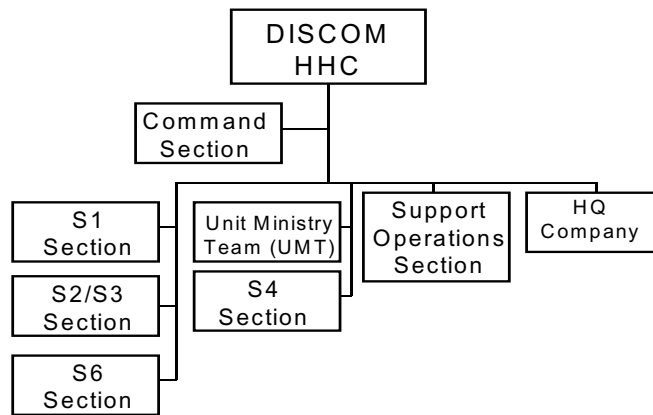 DISCOM
HHC
Command
Section
S1
Section
Unit Ministry
Team (UMT)
Support
Operations
Section
HQ
Company
S2/S3
Section
S4
Section
S6
Section